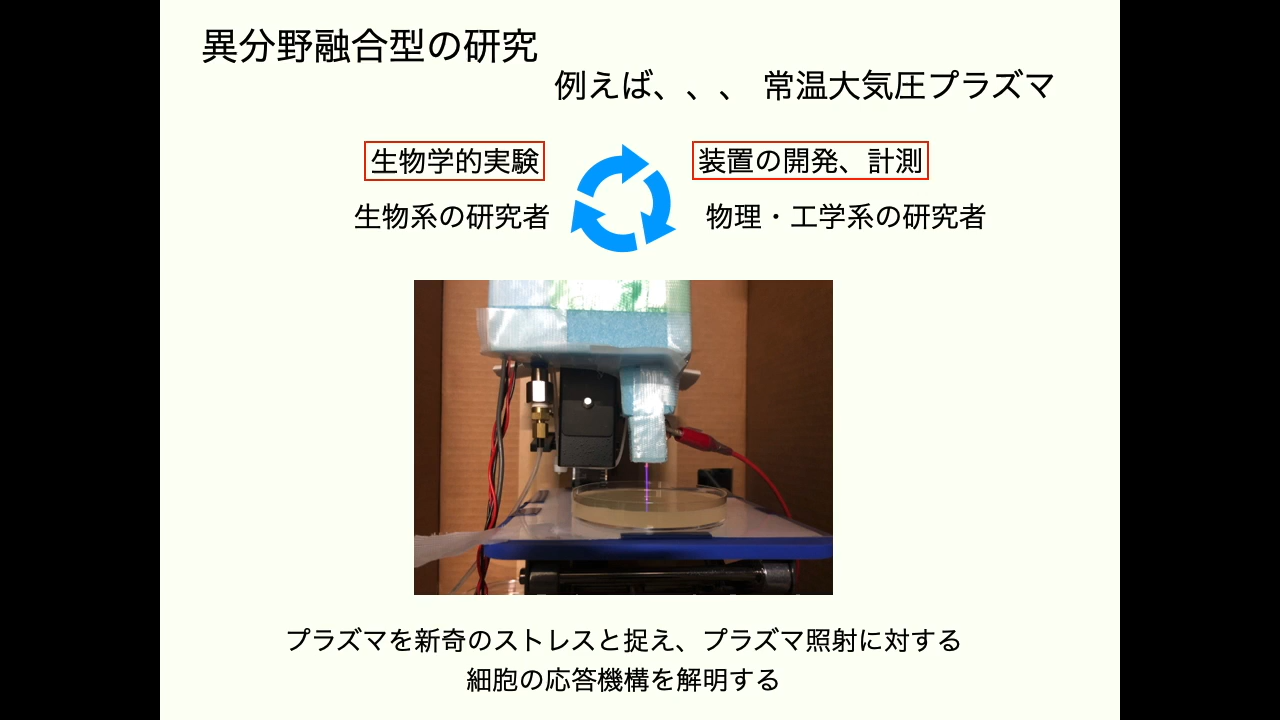 異分野融合型の研究
例えば、、、 常温大気圧プラズマ
生物学的実験
装置の開発、計測
生物系の研究者
物理・工学系の研究者
プラズマを新奇のストレスと捉え、プラズマ照射に対する
細胞の応答機構を解明する